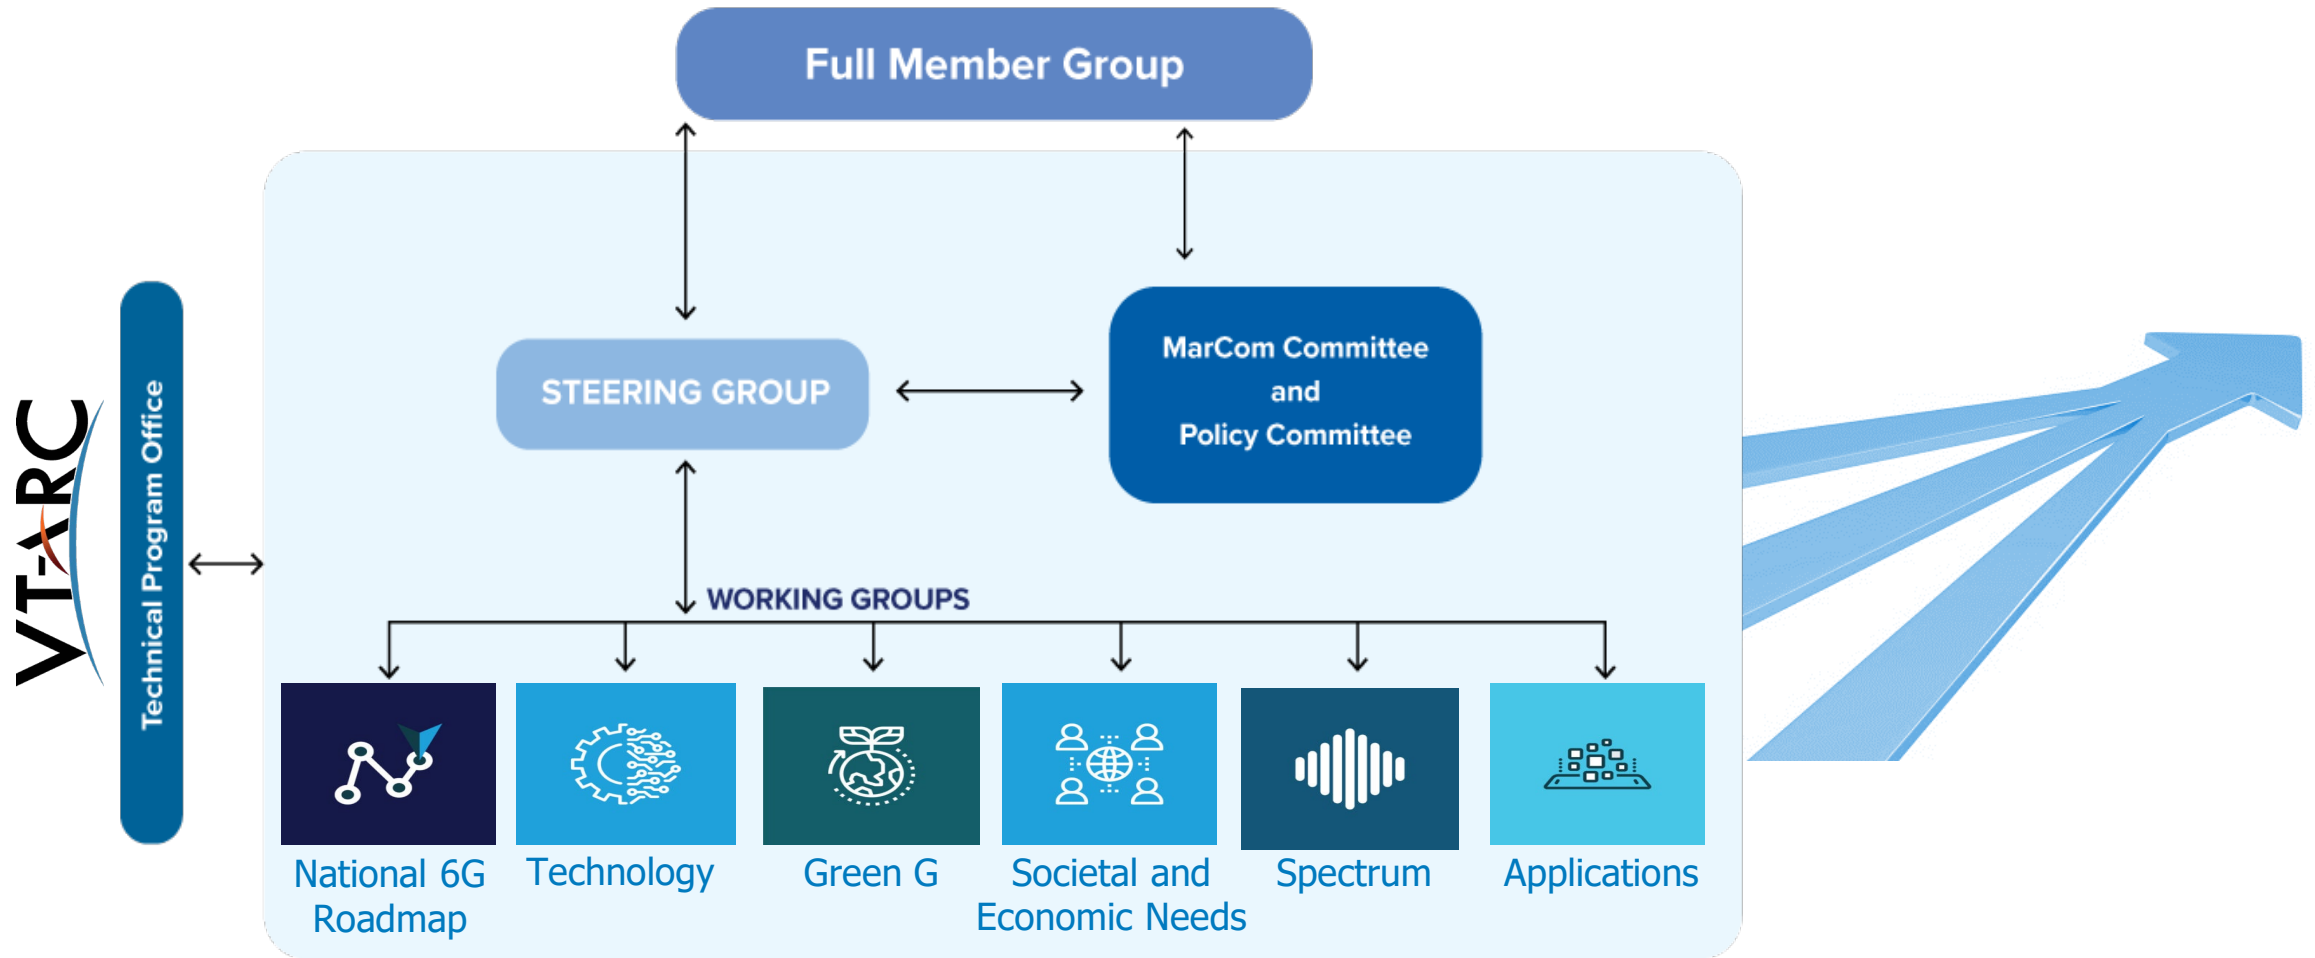 Full Member Group
STEERING GROUP
MarCom Committee
and
Policy Committee
VT-ARC
Technical Program Office
WORKING GROUPS
National 6G
Roadmap
Technology
Green G
Societal and
Economic Needs
Spectrum
Applications